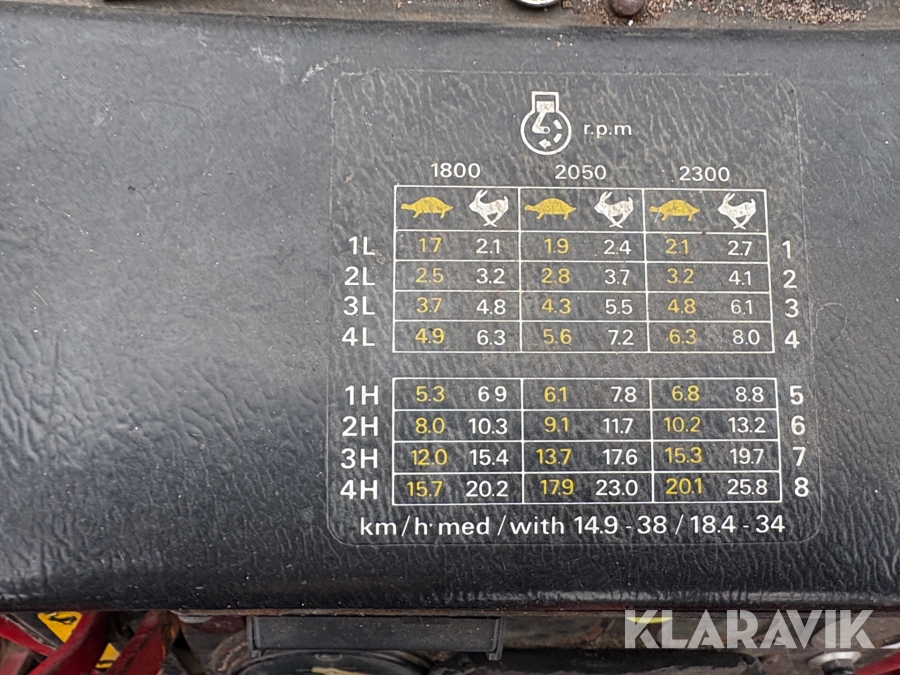 r.p.m
1800 2050 2300
1L 1.7 2.1 1.9 2.4 2.1 2.7 1
2L 2.5 3.2 2.8 3.7 3.2 4.1 2
3L 3.7 4.8 4.3 5.5 4.8 6.1 3
4L 4.9 6.3 5.6 7.2 6.3 8.0 4
1H 5.3 6.9 6.1 7.8 6.8 8.8 5
2H 8.0 10.3 9.1 11.7 10.2 13.2 6
3H 12.0 15.4 13.7 17.6 15.3 19.7 7
4H 15.7 20.2 17.9 23.0 20.1 25.8 8
km/h med / with 14.9 - 38 / 18.4 - 34
KLARAVIK